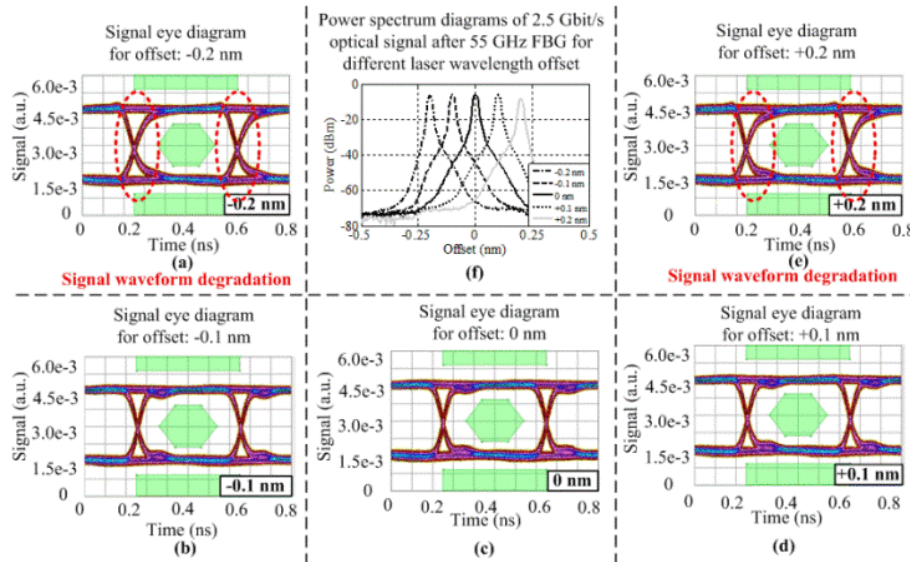 Signal eye diagram
for offset: -0.2 nm
Signal (a.u.)
6.0e-3
4.5e-3
3.0e-3
1.5e-3
0
-0.2 nm
0 0.2 0.4 0.6 0.8
Time (ns)
(a)
Signal waveform degradation
Power spectrum diagrams of 2.5 Gbit/s
optical signal after 55 GHz FBG for
different laser wavelength offset
Power (dBm)
0
-20
-40
-60
-80
-0.2 nm
-0.1 nm
0 nm
+0.1 nm
+0.2 nm
-0.5 -0.25 0 0.25 0.5
Offset (nm)
(f)
Signal eye diagram
for offset: +0.2 nm
Signal (a.u.)
6.0e-3
4.5e-3
3.0e-3
1.5e-3
0
+0.2 nm
0 0.2 0.4 0.6 0.8
Time (ns)
(e)
Signal waveform degradation
Signal eye diagram
for offset: -0.1 nm
Signal (a.u.)
6.0e-3
4.5e-3
3.0e-3
1.5e-3
0
-0.1 nm
0 0.2 0.4 0.6 0.8
Time (ns)
(b)
Signal eye diagram
for offset: 0 nm
Signal (a.u.)
6.0e-3
4.5e-3
3.0e-3
1.5e-3
0
0 nm
0 0.2 0.4 0.6 0.8
Time (ns)
(c)
Signal eye diagram
for offset: +0.1 nm
Signal (a.u.)
6.0e-3
4.5e-3
3.0e-3
1.5e-3
0
+0.1 nm
0 0.2 0.4 0.6 0.8
Time (ns)
(d)